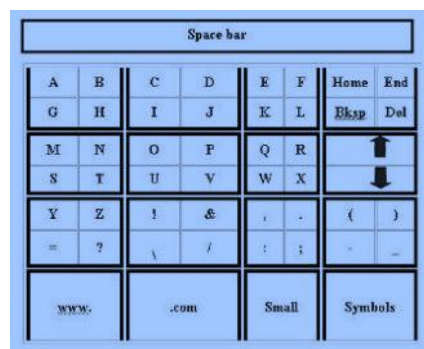 Space bar
A B C D E F Home End
G H I J K L Bksp Del
M N O P Q R
S T U V W X
Y Z ! & , . ( )
= ? \ / : ; - _
www. .com Small Symbols